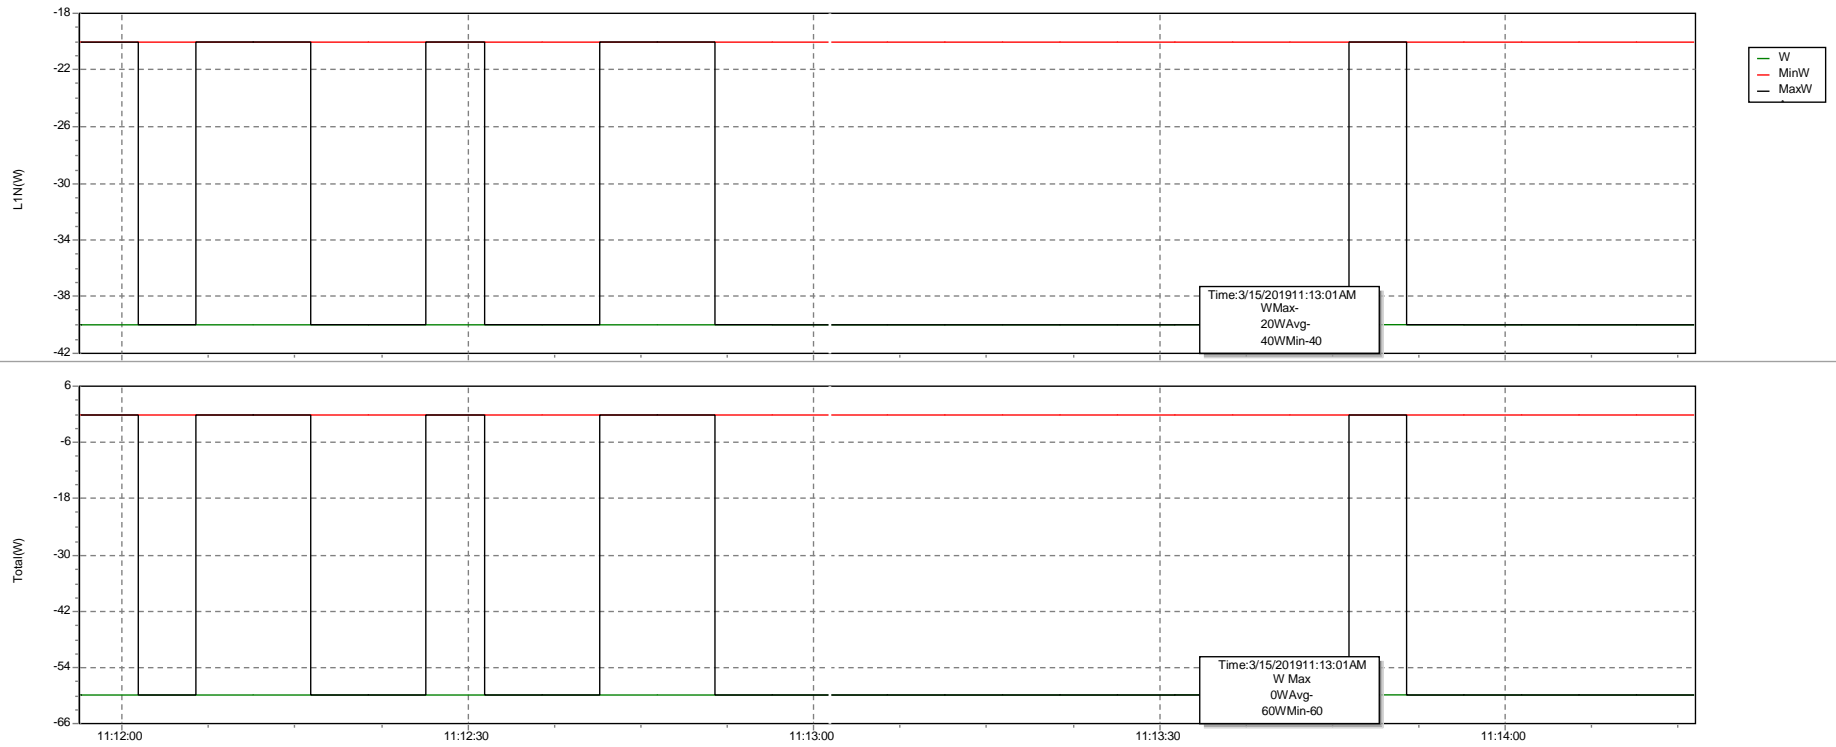 -18
-22
-26
-30
-34
-38
-42
L1N(W)
W
MinW
MaxW
Time:3/15/201911:13:01AM
WMax-
20WAvg-
40WMin-40
6
-6
-18
-30
-42
-54
-66
Total(W)
Time:3/15/201911:13:01AM
W Max
0WAvg-
60WMin-60
11:12:00
11:12:30
11:13:00
11:13:30
11:14:00